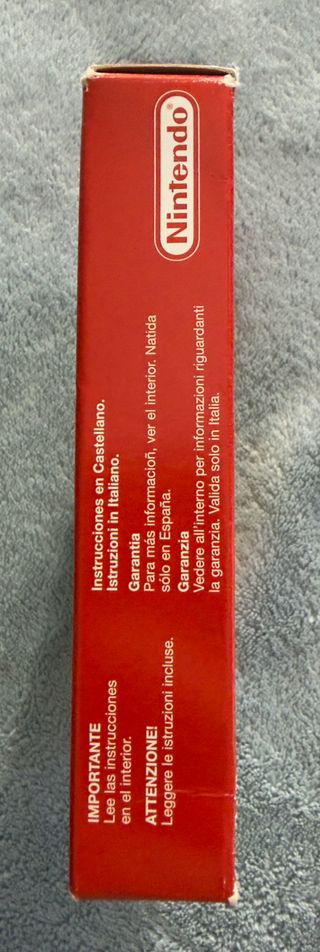 IMPORTANTE
Lee las instrucciones
en el interior.
ATTENZIONE!
Leggere le istruzioni incluse.
Instrucciones en Castellano.
Istruzioni in Italiano.
Garantia
Para más informacioñ, ver el interior. Natida
sólo en España.
Garanzia
Vedere all'interno per informazioni riguardanti
la garanzia. Valida solo in Italia.
Nintendo®